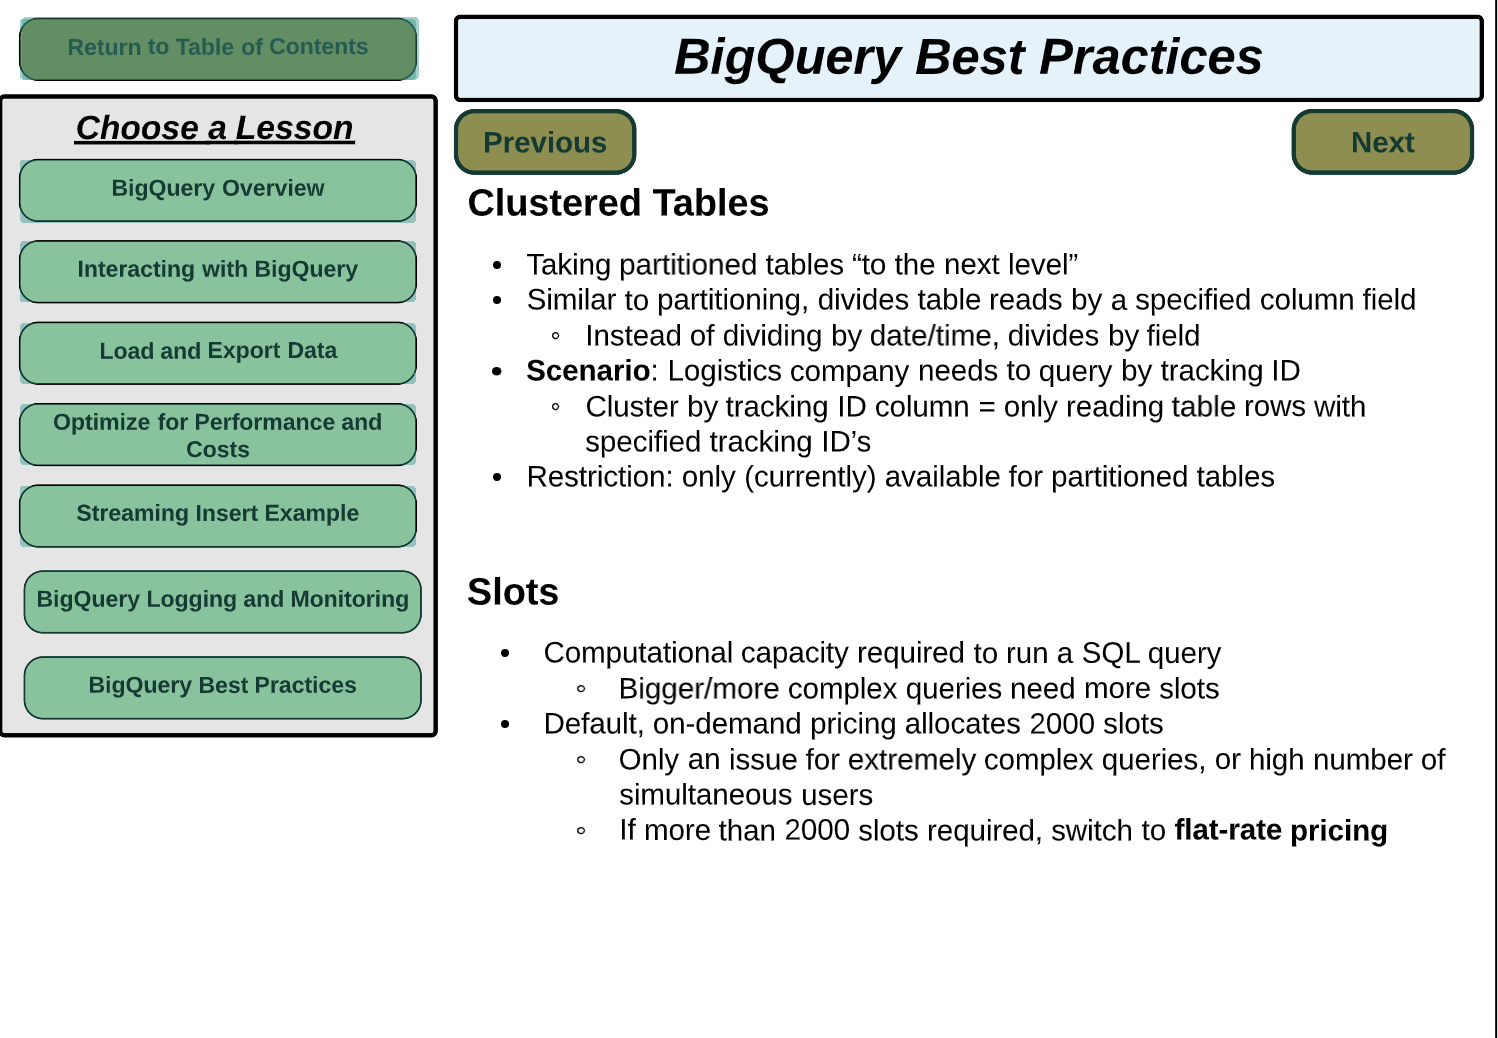 Return to Table of Contents
Choose a Lesson
BigQuery Overview
Interacting with BigQuery
Load and Export Data
Optimize for Performance and
Costs
Streaming Insert Example
BigQuery Logging and Monitoring
BigQuery Best Practices
BigQuery Best Practices
Previous
Next
Clustered Tables
• Taking partitioned tables “to the next level”
• Similar to partitioning, divides table reads by a specified column field
◦ Instead of dividing by date/time, divides by field
• Scenario: Logistics company needs to query by tracking ID
◦ Cluster by tracking ID column = only reading table rows with
specified tracking ID’s
• Restriction: only (currently) available for partitioned tables
Slots
• Computational capacity required to run a SQL query
◦ Bigger/more complex queries need more slots
• Default, on-demand pricing allocates 2000 slots
◦ Only an issue for extremely complex queries, or high number of
simultaneous users
◦ If more than 2000 slots required, switch to flat-rate pricing